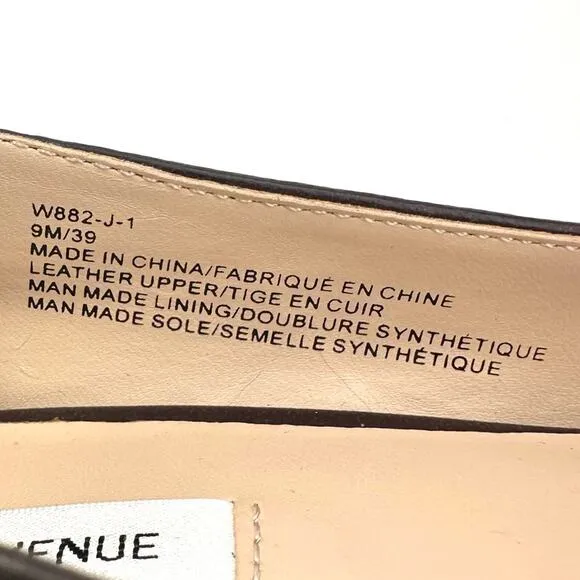 W882-J-1
9M/39
MADE IN CHINA/FABRIQUÉ EN CHINE
LEATHER UPPER/TIGE EN CUIR
MAN MADE LINING/DOUBLURE SYNTHÉTIQUE
MAN MADE SOLE/SEMELLE SYNTHÉTIQUE
ENUE